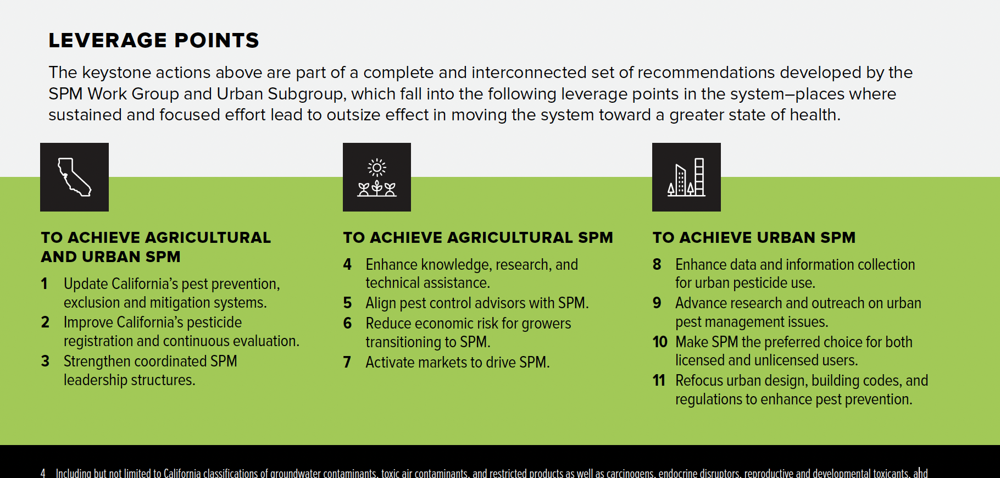 LEVERAGE POINTS
The keystone actions above are part of a complete and interconnected set of recommendations developed by the
SPM Work Group and Urban Subgroup, which fall into the following leverage points in the system–places where
sustained and focused effort lead to outsize effect in moving the system toward a greater state of health.
TO ACHIEVE AGRICULTURAL
AND URBAN SPM
1 Update California's pest prevention,
exclusion and mitigation systems.
2 Improve California's pesticide
registration and continuous evaluation.
3 Strengthen coordinated SPM
leadership structures.
TO ACHIEVE AGRICULTURAL SPM
4 Enhance knowledge, research, and
technical assistance.
5 Align pest control advisors with SPM.
6 Reduce economic risk for growers
transitioning to SPM.
7 Activate markets to drive SPM.
TO ACHIEVE URBAN SPM
8 Enhance data and information collection
for urban pesticide use.
9 Advance research and outreach on urban
pest management issues.
10 Make SPM the preferred choice for both
licensed and unlicensed users.
11 Refocus urban design, building codes, and
regulations to enhance pest prevention.
4 Including but not limited to California classifications of groundwater contaminants, toxic air contaminants, and restricted products as well as carcinogens, endocrine disruptors, reproductive and developmental toxicants, and